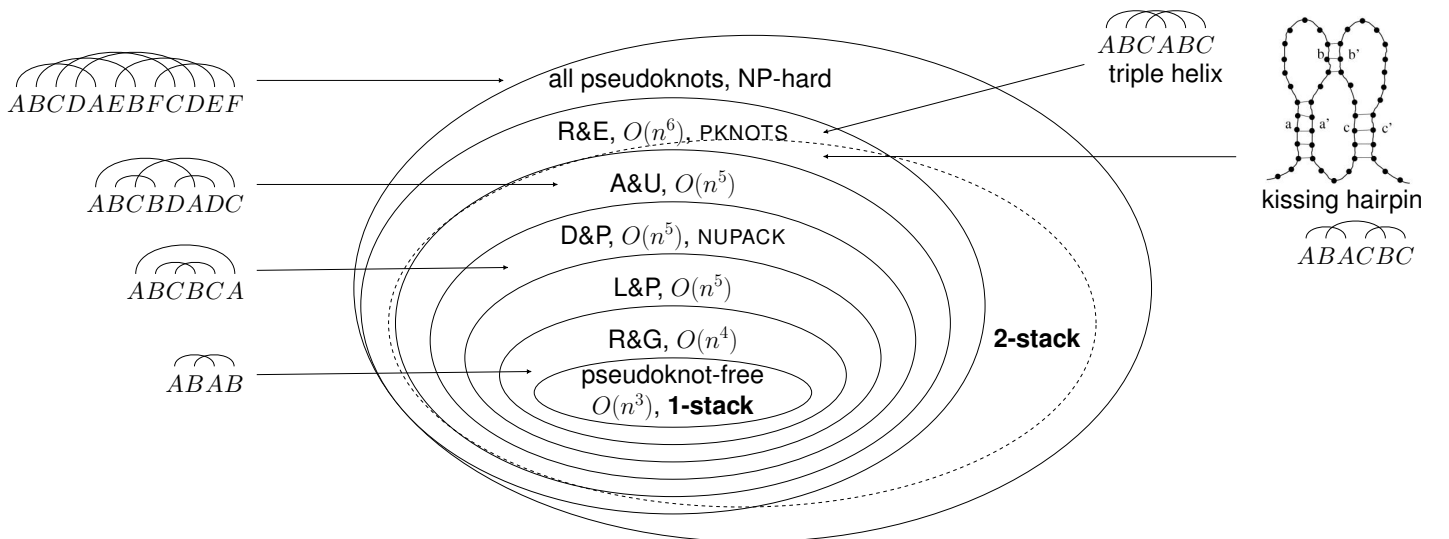 ABCABC
triple helix
b b'
a a' c c'
kissing hairpin
ABACBC
ABCDAEBFCDEF
ABCBDADC
ABCBCA
ABAB
all pseudoknots, NP-hard
R&E, O(n^6), PKNOTS
A&U, O(n^5)
D&P, O(n^5), NUPACK
L&P, O(n^5)
R&G, O(n^4)
pseudoknot-free
O(n^3), 1-stack
2-stack